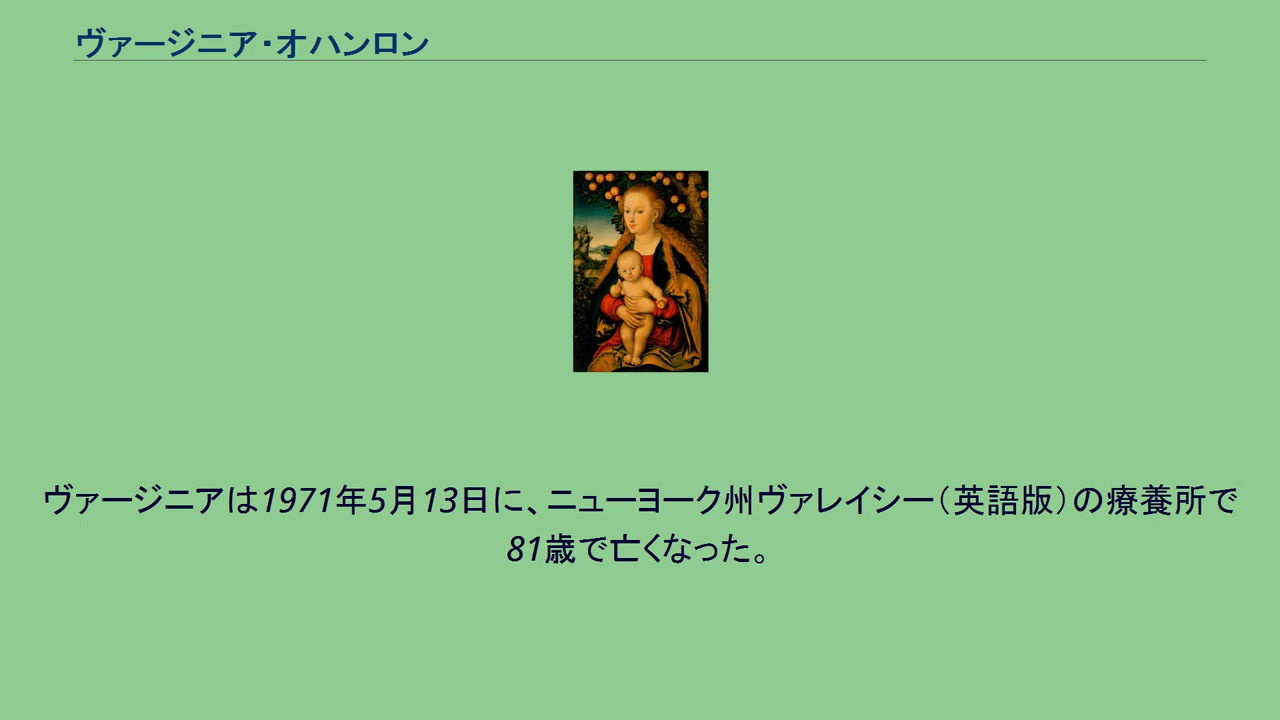 ヴァージニア・オハンロン
ヴァージニアは1971年5月13日に、ニューヨーク州ヴァレイシー（英語版）の療養所で
81歳で亡くなった。